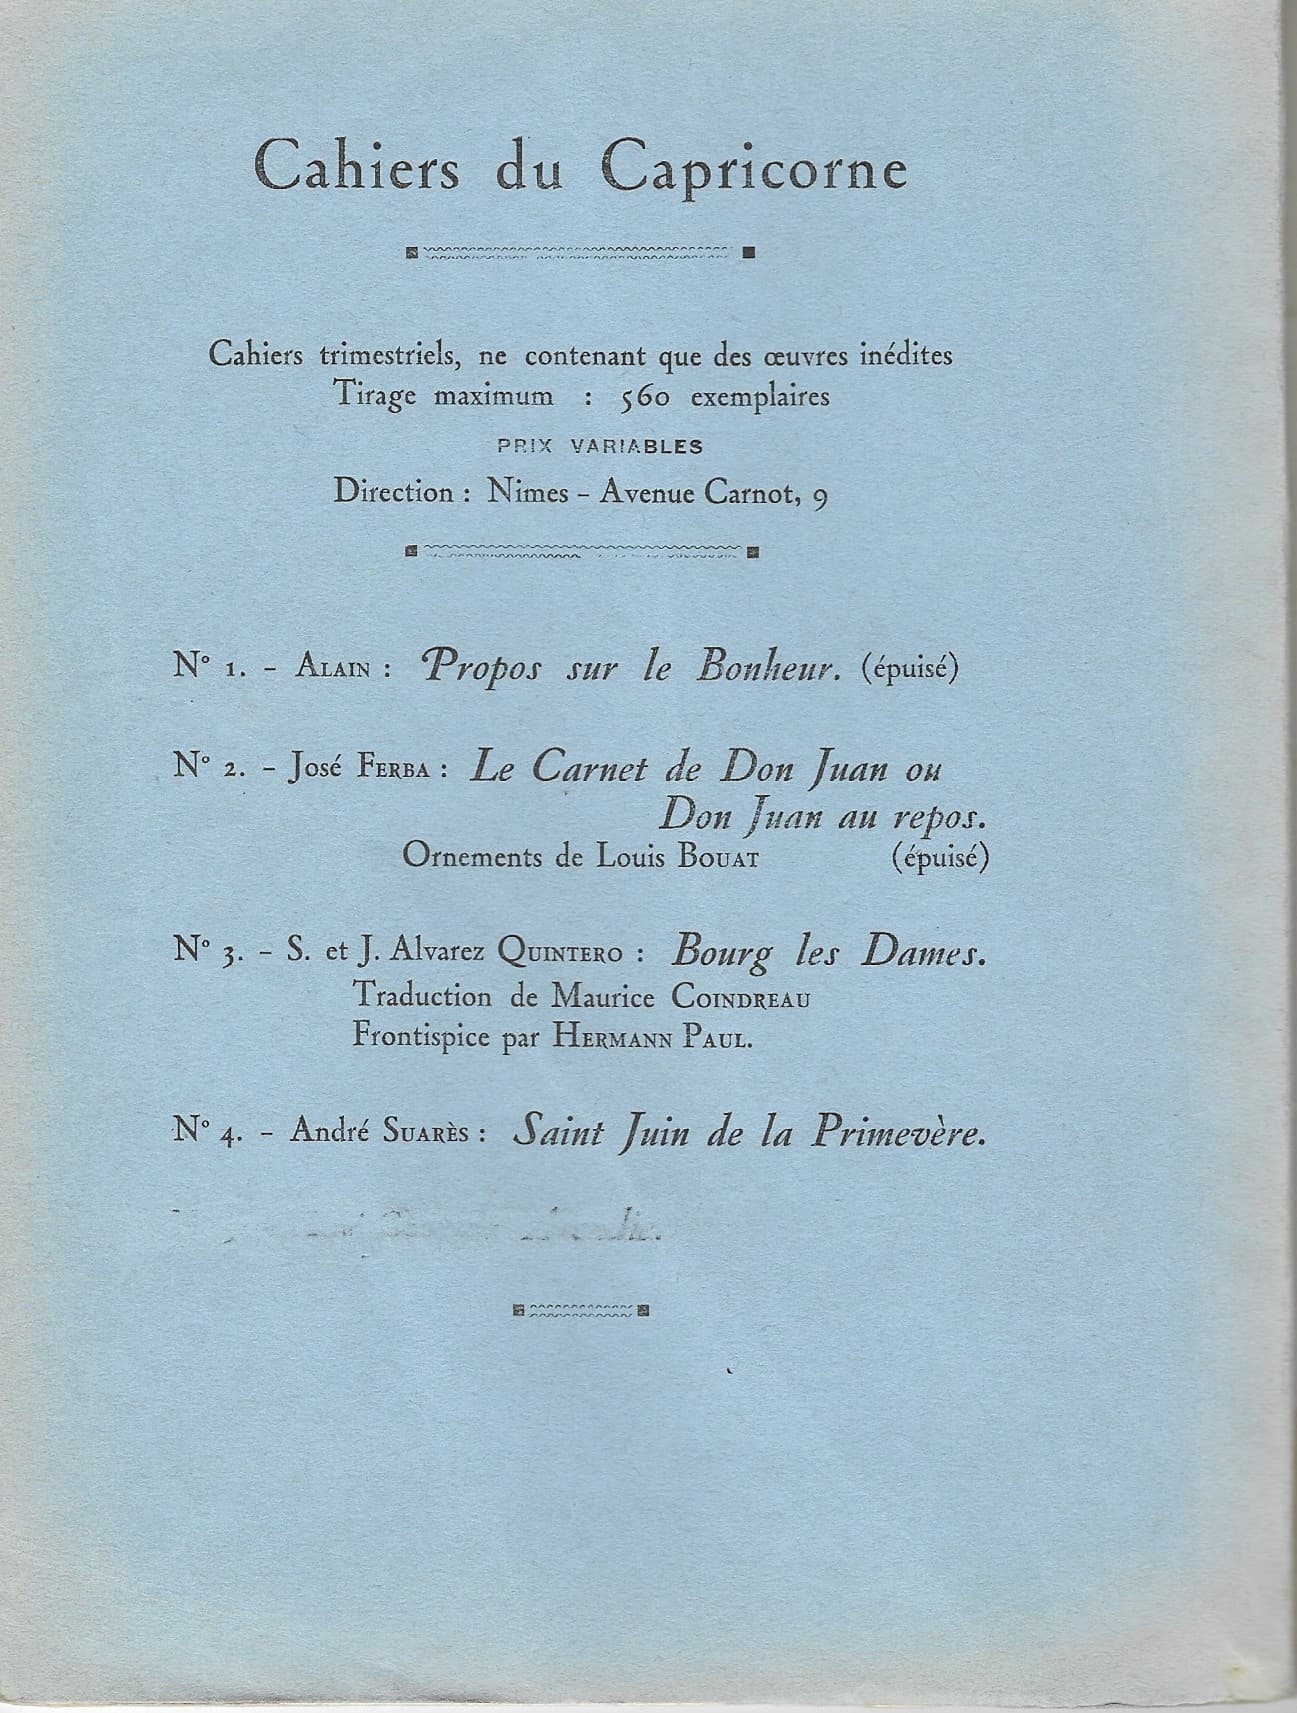 Cahiers du Capricorne
Cahiers trimestriels, ne contenant que des œuvres inédites
Tirage maximum : 560 exemplaires
PRIX VARIABLES
Direction : Nimes - Avenue Carnot, 9
N° 1. - ALAIN : Propos sur le Bonheur. (épuisé)
N° 2. - José FERBA : Le Carnet de Don Juan ou
Don Juan au repos.
Ornements de Louis BOUAT (épuisé)
N° 3. - S. et J. Alvarez QUINTERO : Bourg les Dames.
Traduction de Maurice COINDREAU
Frontispice par HERMANN PAUL.
N° 4. - André SUARÈS : Saint Juin de la Primevère.